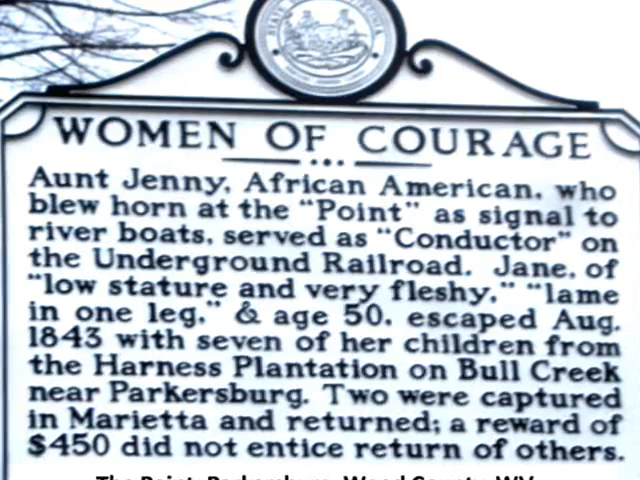 WOMEN OF COURAGE
Aunt Jenny, African American, who
blew horn at the "Point" as signal to
river boats, served as "Conductor" on
the Underground Railroad. Jane, of
"low stature and very fleshy," "lame
in one leg," & age 50, escaped Aug.
1843 with seven of her children from
the Harness Plantation on Bull Creek
near Parkersburg. Two were captured
in Marietta and returned; a reward of
$450 did not entice return of others.